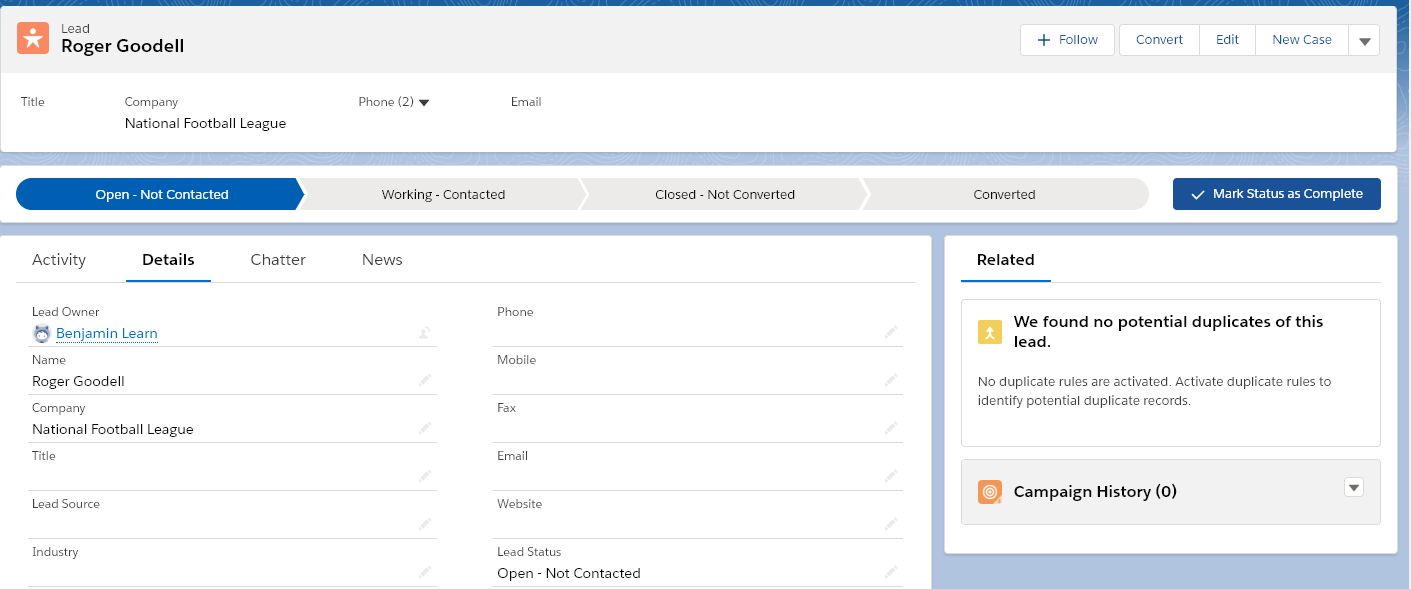 Lead
Roger Goodell
Follow Convert Edit New Case
Title Company Phone (2) Email
National Football League
Open - Not Contacted Working - Contacted Closed - Not Converted Converted Mark Status as Complete
Activity Details Chatter News
Lead Owner Phone
Benjamin Learn
Name Mobile
Roger Goodell
Company Fax
National Football League
Title Email
Lead Source Website
Industry Lead Status
Open - Not Contacted
Related
We found no potential duplicates of this
lead.
No duplicate rules are activated. Activate duplicate rules to
identify potential duplicate records.
Campaign History (0)